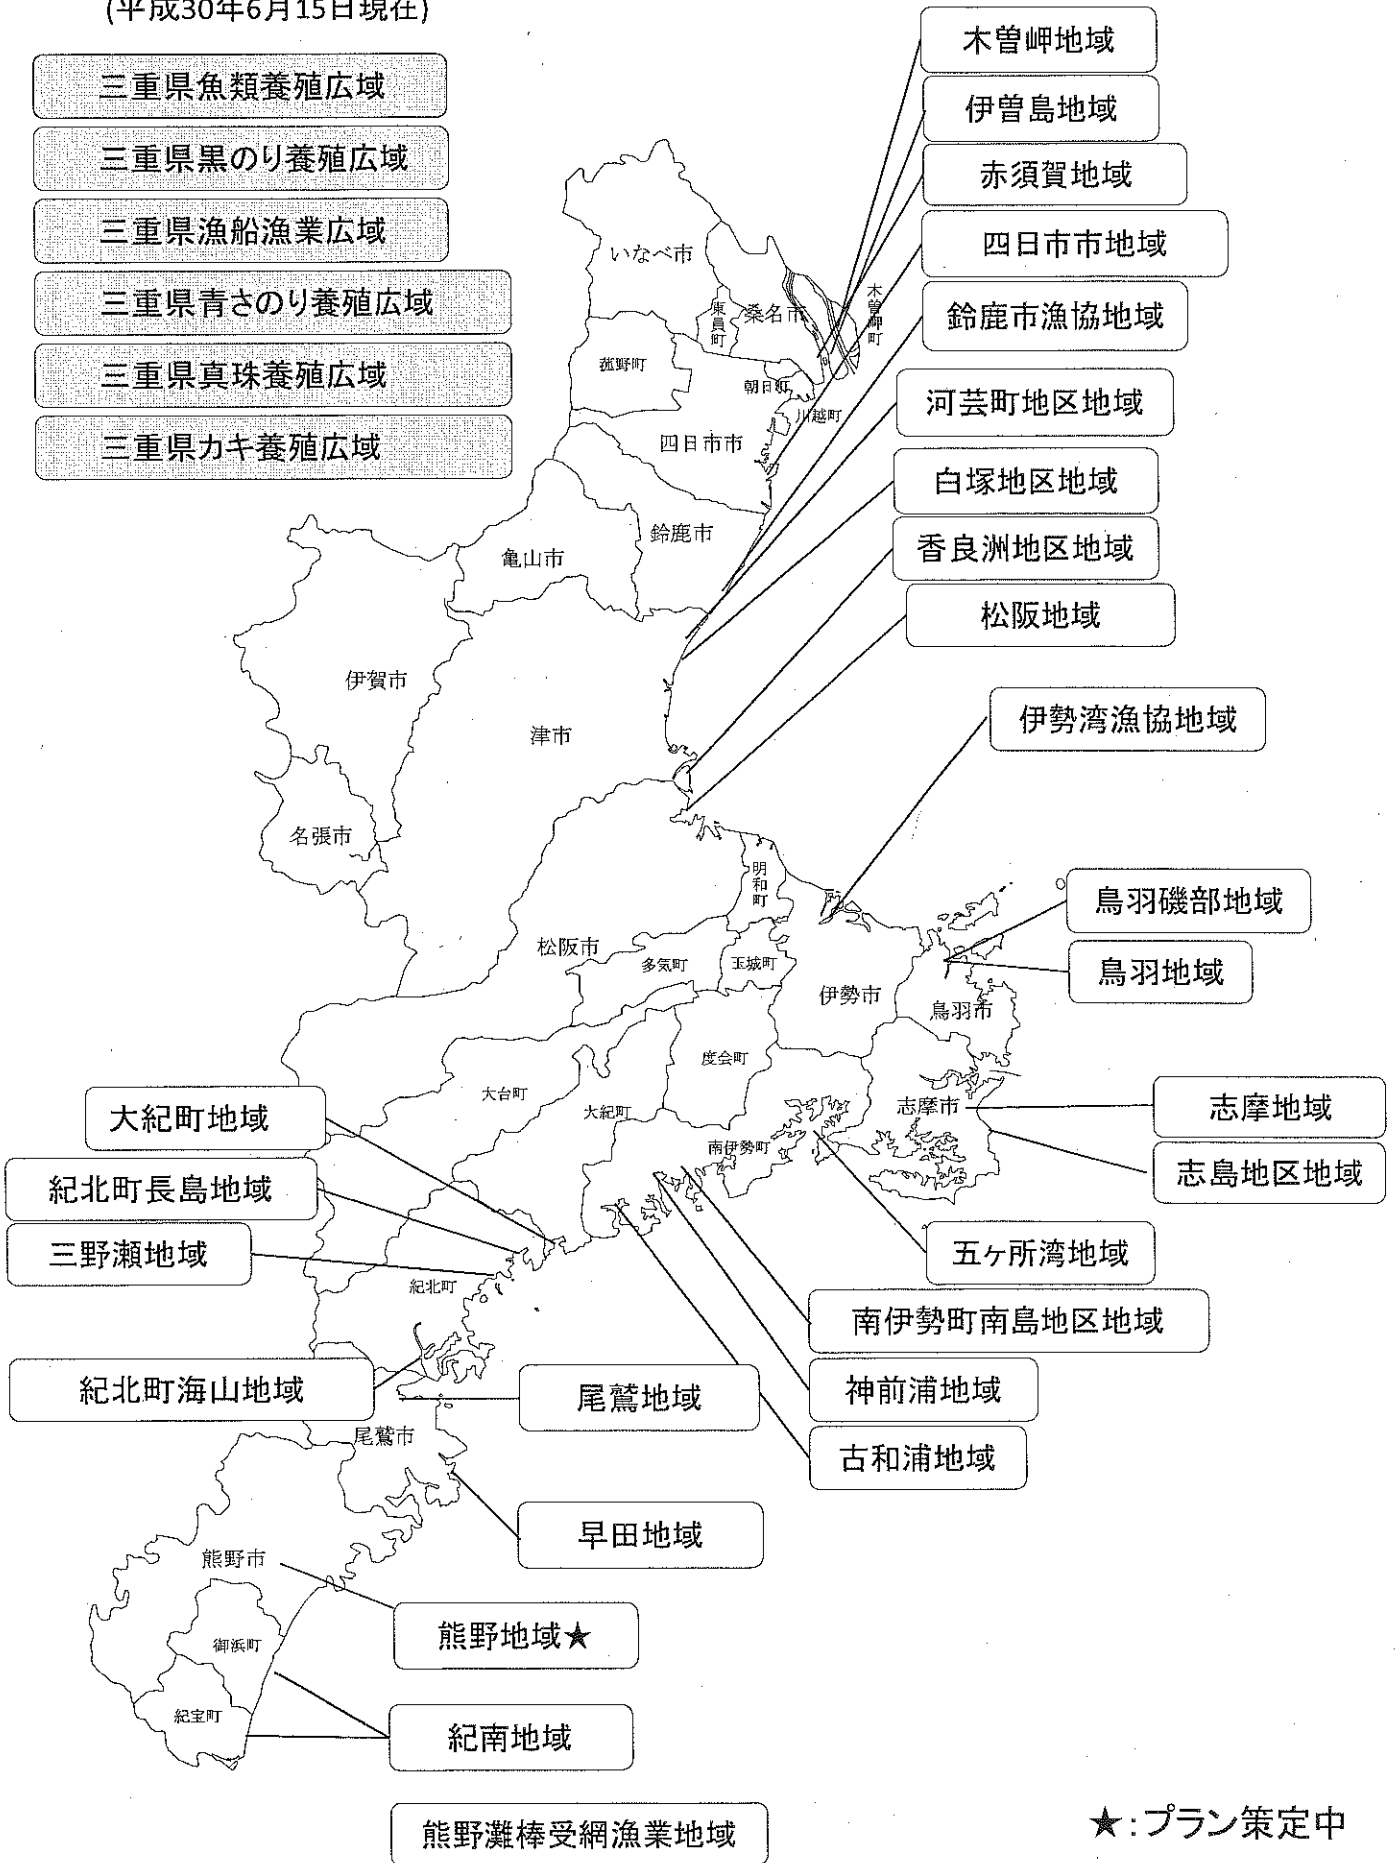 (平成30年6月15日現在)
三重県魚類養殖広域
三重県黒のり養殖広域
三重県漁船漁業広域
三重県青さのり養殖広域
三重県真珠養殖広域
三重県カキ養殖広域
木曽岬地域
伊曽島地域
赤須賀地域
四日市市地域
鈴鹿市漁協地域
河芸町地区地域
白塚地区地域
香良洲地区地域
松阪地域
伊勢湾漁協地域
鳥羽磯部地域
鳥羽地域
志摩地域
志島地区地域
五ヶ所湾地域
南伊勢町南島地区地域
神前浦地域
古和浦地域
大紀町地域
紀北町長島地域
三野瀬地域
紀北町海山地域
尾鷲地域
早田地域
熊野地域★
紀南地域
熊野灘棒受網漁業地域
いなべ市
東員町
桑名市
木曽岬町
菰野町
朝日町
川越町
四日市市
鈴鹿市
亀山市
伊賀市
津市
名張市
明和町
松阪市
多気町
玉城町
伊勢市
鳥羽市
度会町
大台町
大紀町
南伊勢町
志摩市
紀北町
尾鷲市
熊野市
御浜町
紀宝町
★:プラン策定中